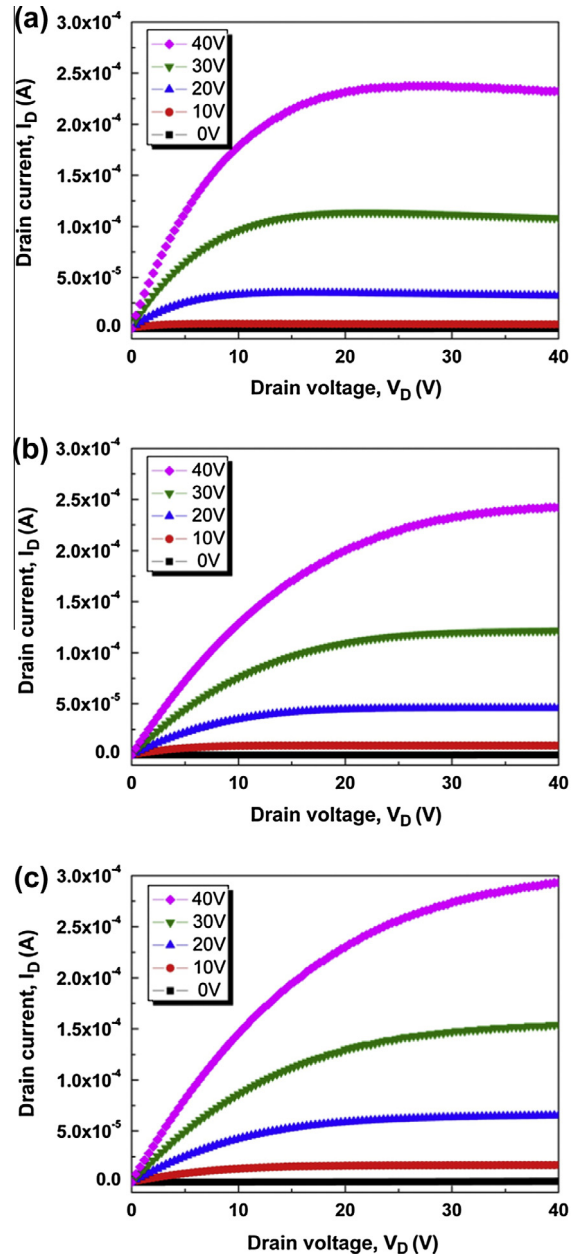 (a)
3.0x10⁻⁴
2.5x10⁻⁴
2.0x10⁻⁴
1.5x10⁻⁴
1.0x10⁻⁴
5.0x10⁻⁵
0.0
Drain current, I_D (A)
40V
30V
20V
10V
0V
0 10 20 30 40
Drain voltage, V_D (V)
(b)
3.0x10⁻⁴
2.5x10⁻⁴
2.0x10⁻⁴
1.5x10⁻⁴
1.0x10⁻⁴
5.0x10⁻⁵
0.0
Drain current, I_D (A)
40V
30V
20V
10V
0V
0 10 20 30 40
Drain voltage, V_D (V)
(c)
3.0x10⁻⁴
2.5x10⁻⁴
2.0x10⁻⁴
1.5x10⁻⁴
1.0x10⁻⁴
5.0x10⁻⁵
0.0
Drain current, I_D (A)
40V
30V
20V
10V
0V
0 10 20 30 40
Drain voltage, V_D (V)